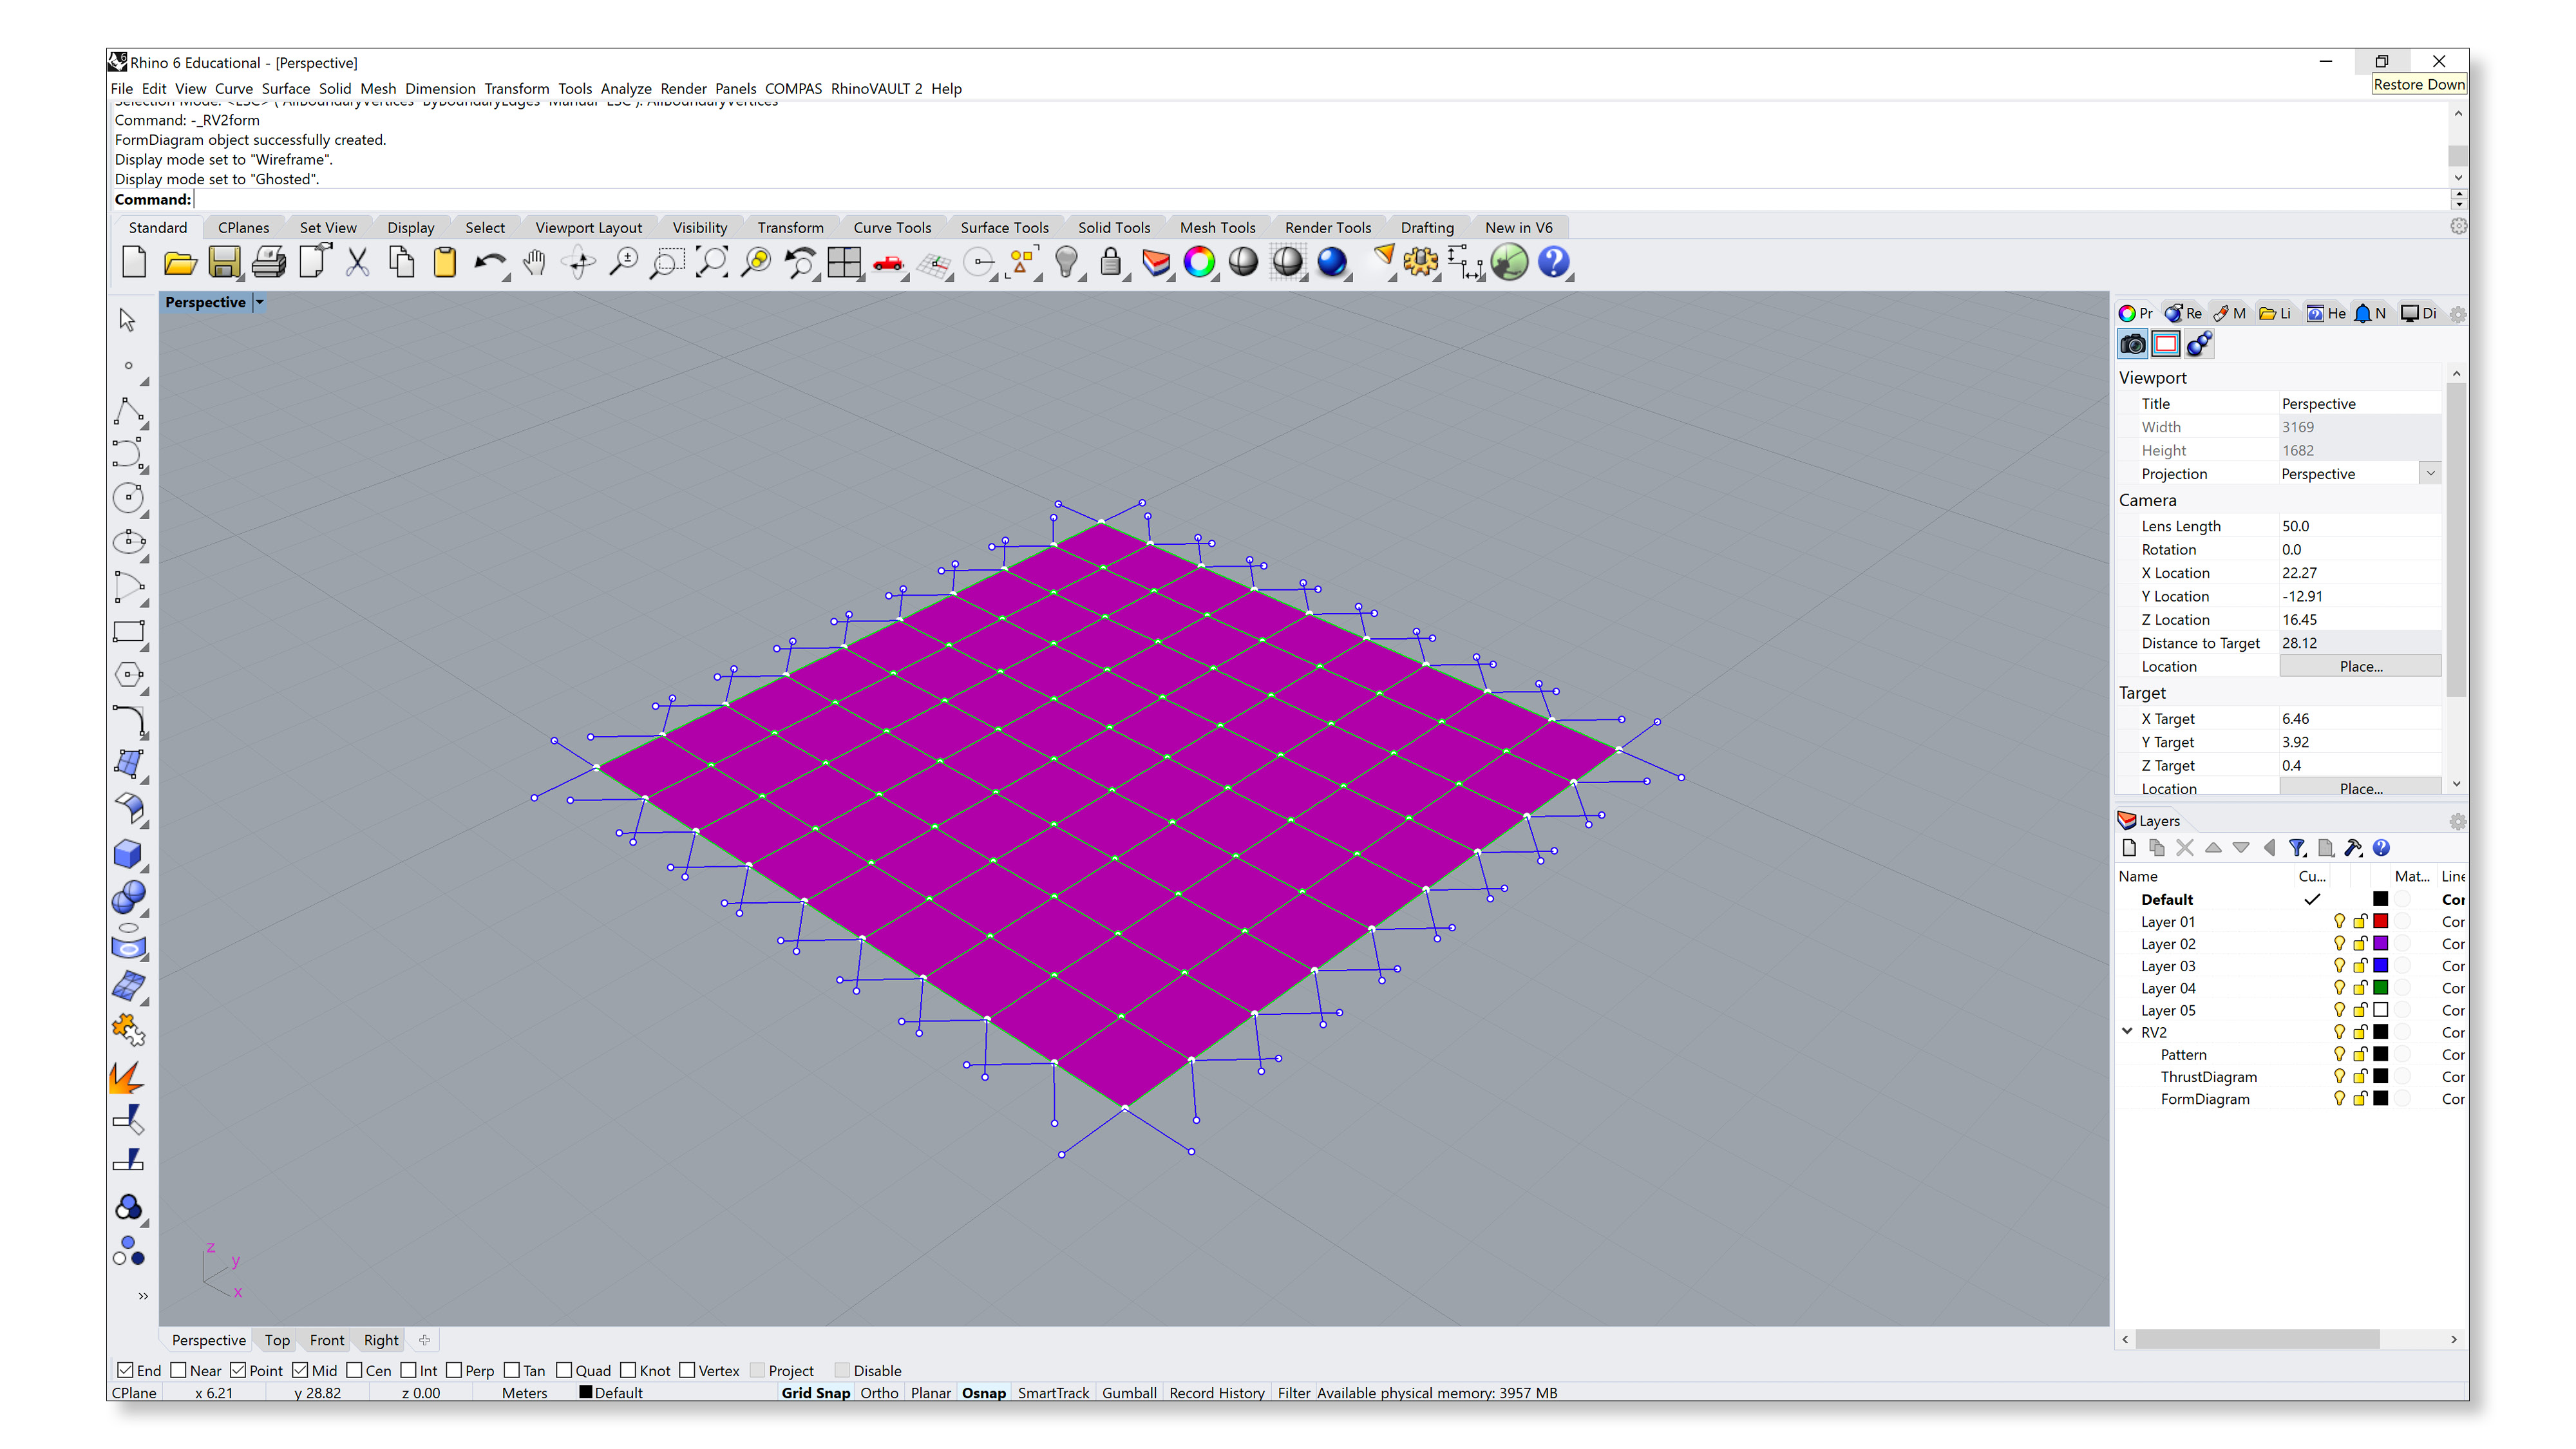 Rhino 6 Educational - [Perspective]
Restore Down
File Edit View Curve Surface Solid Mesh Dimension Transform Tools Analyze Render Panels COMPAS RhinoVAULT 2 Help
Selection Mode: <ESC> ( AllBoundaryVertices ByBoundaryEdges Manual ESC ): AllBoundaryVertices
Command: -_RV2form
FormDiagram object successfully created.
Display mode set to "Wireframe".
Display mode set to "Ghosted".
Command:
Standard CPlanes Set View Display Select Viewport Layout Visibility Transform Curve Tools Surface Tools Solid Tools Mesh Tools Render Tools Drafting New in V6
Perspective
z
y
x
Pr Re M Li He N Di
Viewport
Title Perspective
Width 3169
Height 1682
Projection Perspective
Camera
Lens Length 50.0
Rotation 0.0
X Location 22.27
Y Location -12.91
Z Location 16.45
Distance to Target 28.12
Location Place...
Target
X Target 6.46
Y Target 3.92
Z Target 0.4
Location Place...
Layers
Name Cu... Mat... Line
Default Cor
Layer 01 Cor
Layer 02 Cor
Layer 03 Cor
Layer 04 Cor
Layer 05 Cor
RV2 Cor
Pattern Cor
ThrustDiagram Cor
FormDiagram Cor
Perspective Top Front Right
End Near Point Mid Cen Int Perp Tan Quad Knot Vertex Project Disable
CPlane x 6.21 y 28.82 z 0.00 Meters Default Grid Snap Ortho Planar Osnap SmartTrack Gumball Record History Filter Available physical memory: 3957 MB